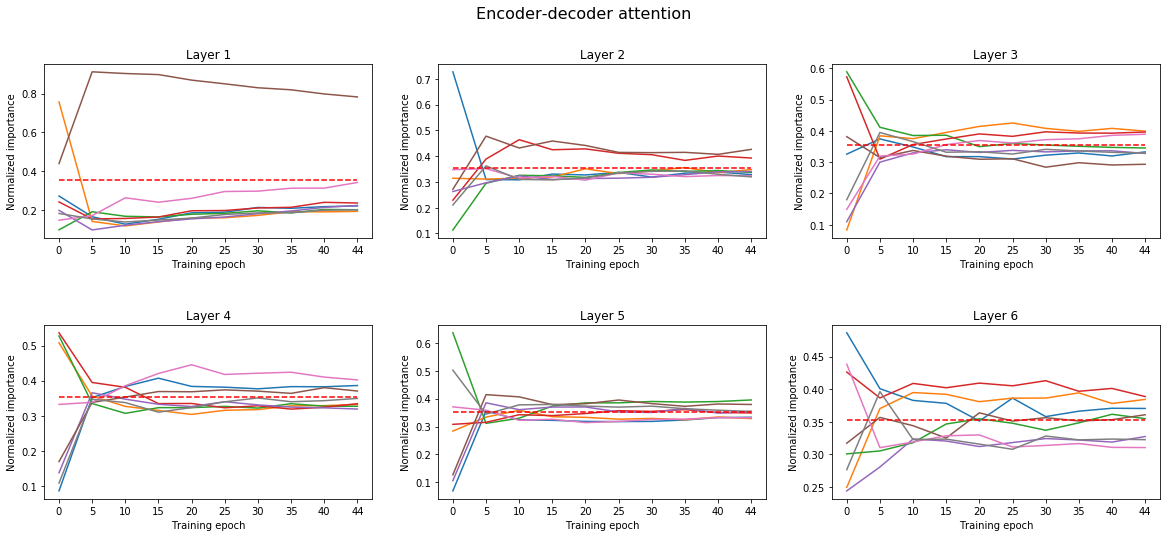 Encoder-decoder attention
Layer 1
Normalized importance
0.8
0.6
0.4
0.2
0 5 10 15 20 25 30 35 40 44
Training epoch
Layer 2
Normalized importance
0.7
0.6
0.5
0.4
0.3
0.2
0.1
0 5 10 15 20 25 30 35 40 44
Training epoch
Layer 3
Normalized importance
0.6
0.5
0.4
0.3
0.2
0.1
0 5 10 15 20 25 30 35 40 44
Training epoch
Layer 4
Normalized importance
0.5
0.4
0.3
0.2
0.1
0 5 10 15 20 25 30 35 40 44
Training epoch
Layer 5
Normalized importance
0.6
0.5
0.4
0.3
0.2
0.1
0 5 10 15 20 25 30 35 40 44
Training epoch
Layer 6
Normalized importance
0.45
0.40
0.35
0.30
0.25
0 5 10 15 20 25 30 35 40 44
Training epoch